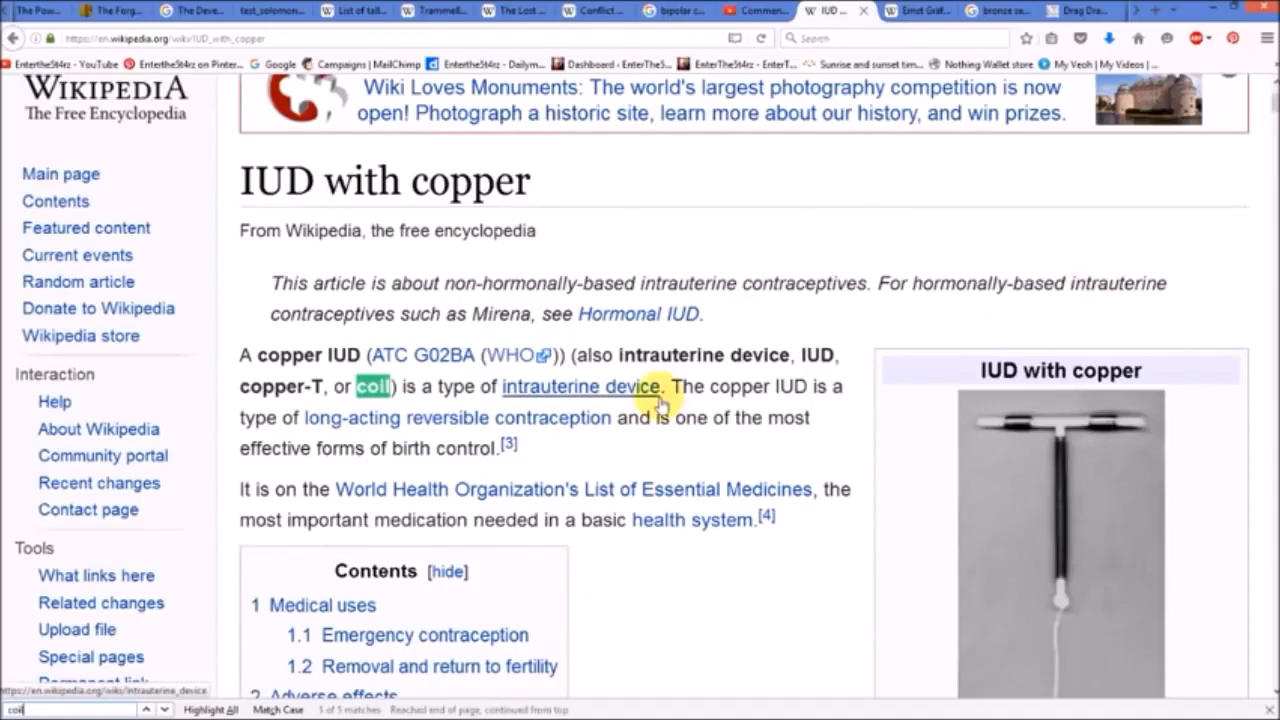 The Pow...
The Forg...
The Deve...
test_solomon...
List of tall...
Trammell...
The Lost ...
Conflict ...
bipolar c...
Commen...
IUD ...
Ernst Gräf...
bronze se...
Drag Dra...
https://en.wikipedia.org/wiki/IUD_with_copper
Search
Enterthe5t4rz - YouTube
Enterthe5t4rz on Pinter...
Google
Campaigns | MailChimp
Enterthe5t4rz - Dailym...
Dashboard ‹ EnterThe5...
EnterThe5t4rz - EnterT...
Sunrise and sunset tim...
Nothing Wallet store
My Veoh | My Videos | ...
WIKIPEDIA
The Free Encyclopedia
Wiki Loves Monuments: The world's largest photography competition is now
open! Photograph a historic site, learn more about our history, and win prizes.
Main page
Contents
Featured content
Current events
Random article
Donate to Wikipedia
Wikipedia store
Interaction
Help
About Wikipedia
Community portal
Recent changes
Contact page
Tools
What links here
Related changes
Upload file
Special pages
Permanent link
IUD with copper
From Wikipedia, the free encyclopedia
This article is about non-hormonally-based intrauterine contraceptives. For hormonally-based intrauterine
contraceptives such as Mirena, see Hormonal IUD.
A copper IUD (ATC G02BA (WHO)) (also intrauterine device, IUD,
copper-T, or coil) is a type of intrauterine device. The copper IUD is a
type of long-acting reversible contraception and is one of the most
effective forms of birth control.[3]
It is on the World Health Organization's List of Essential Medicines, the
most important medication needed in a basic health system.[4]
Contents [hide]
1 Medical uses
1.1 Emergency contraception
1.2 Removal and return to fertility
2 Adverse effects
IUD with copper
https://en.wikipedia.org/wiki/Intrauterine_device
coil
Highlight All
Match Case
1 of 5 matches
Reached end of page, continued from top